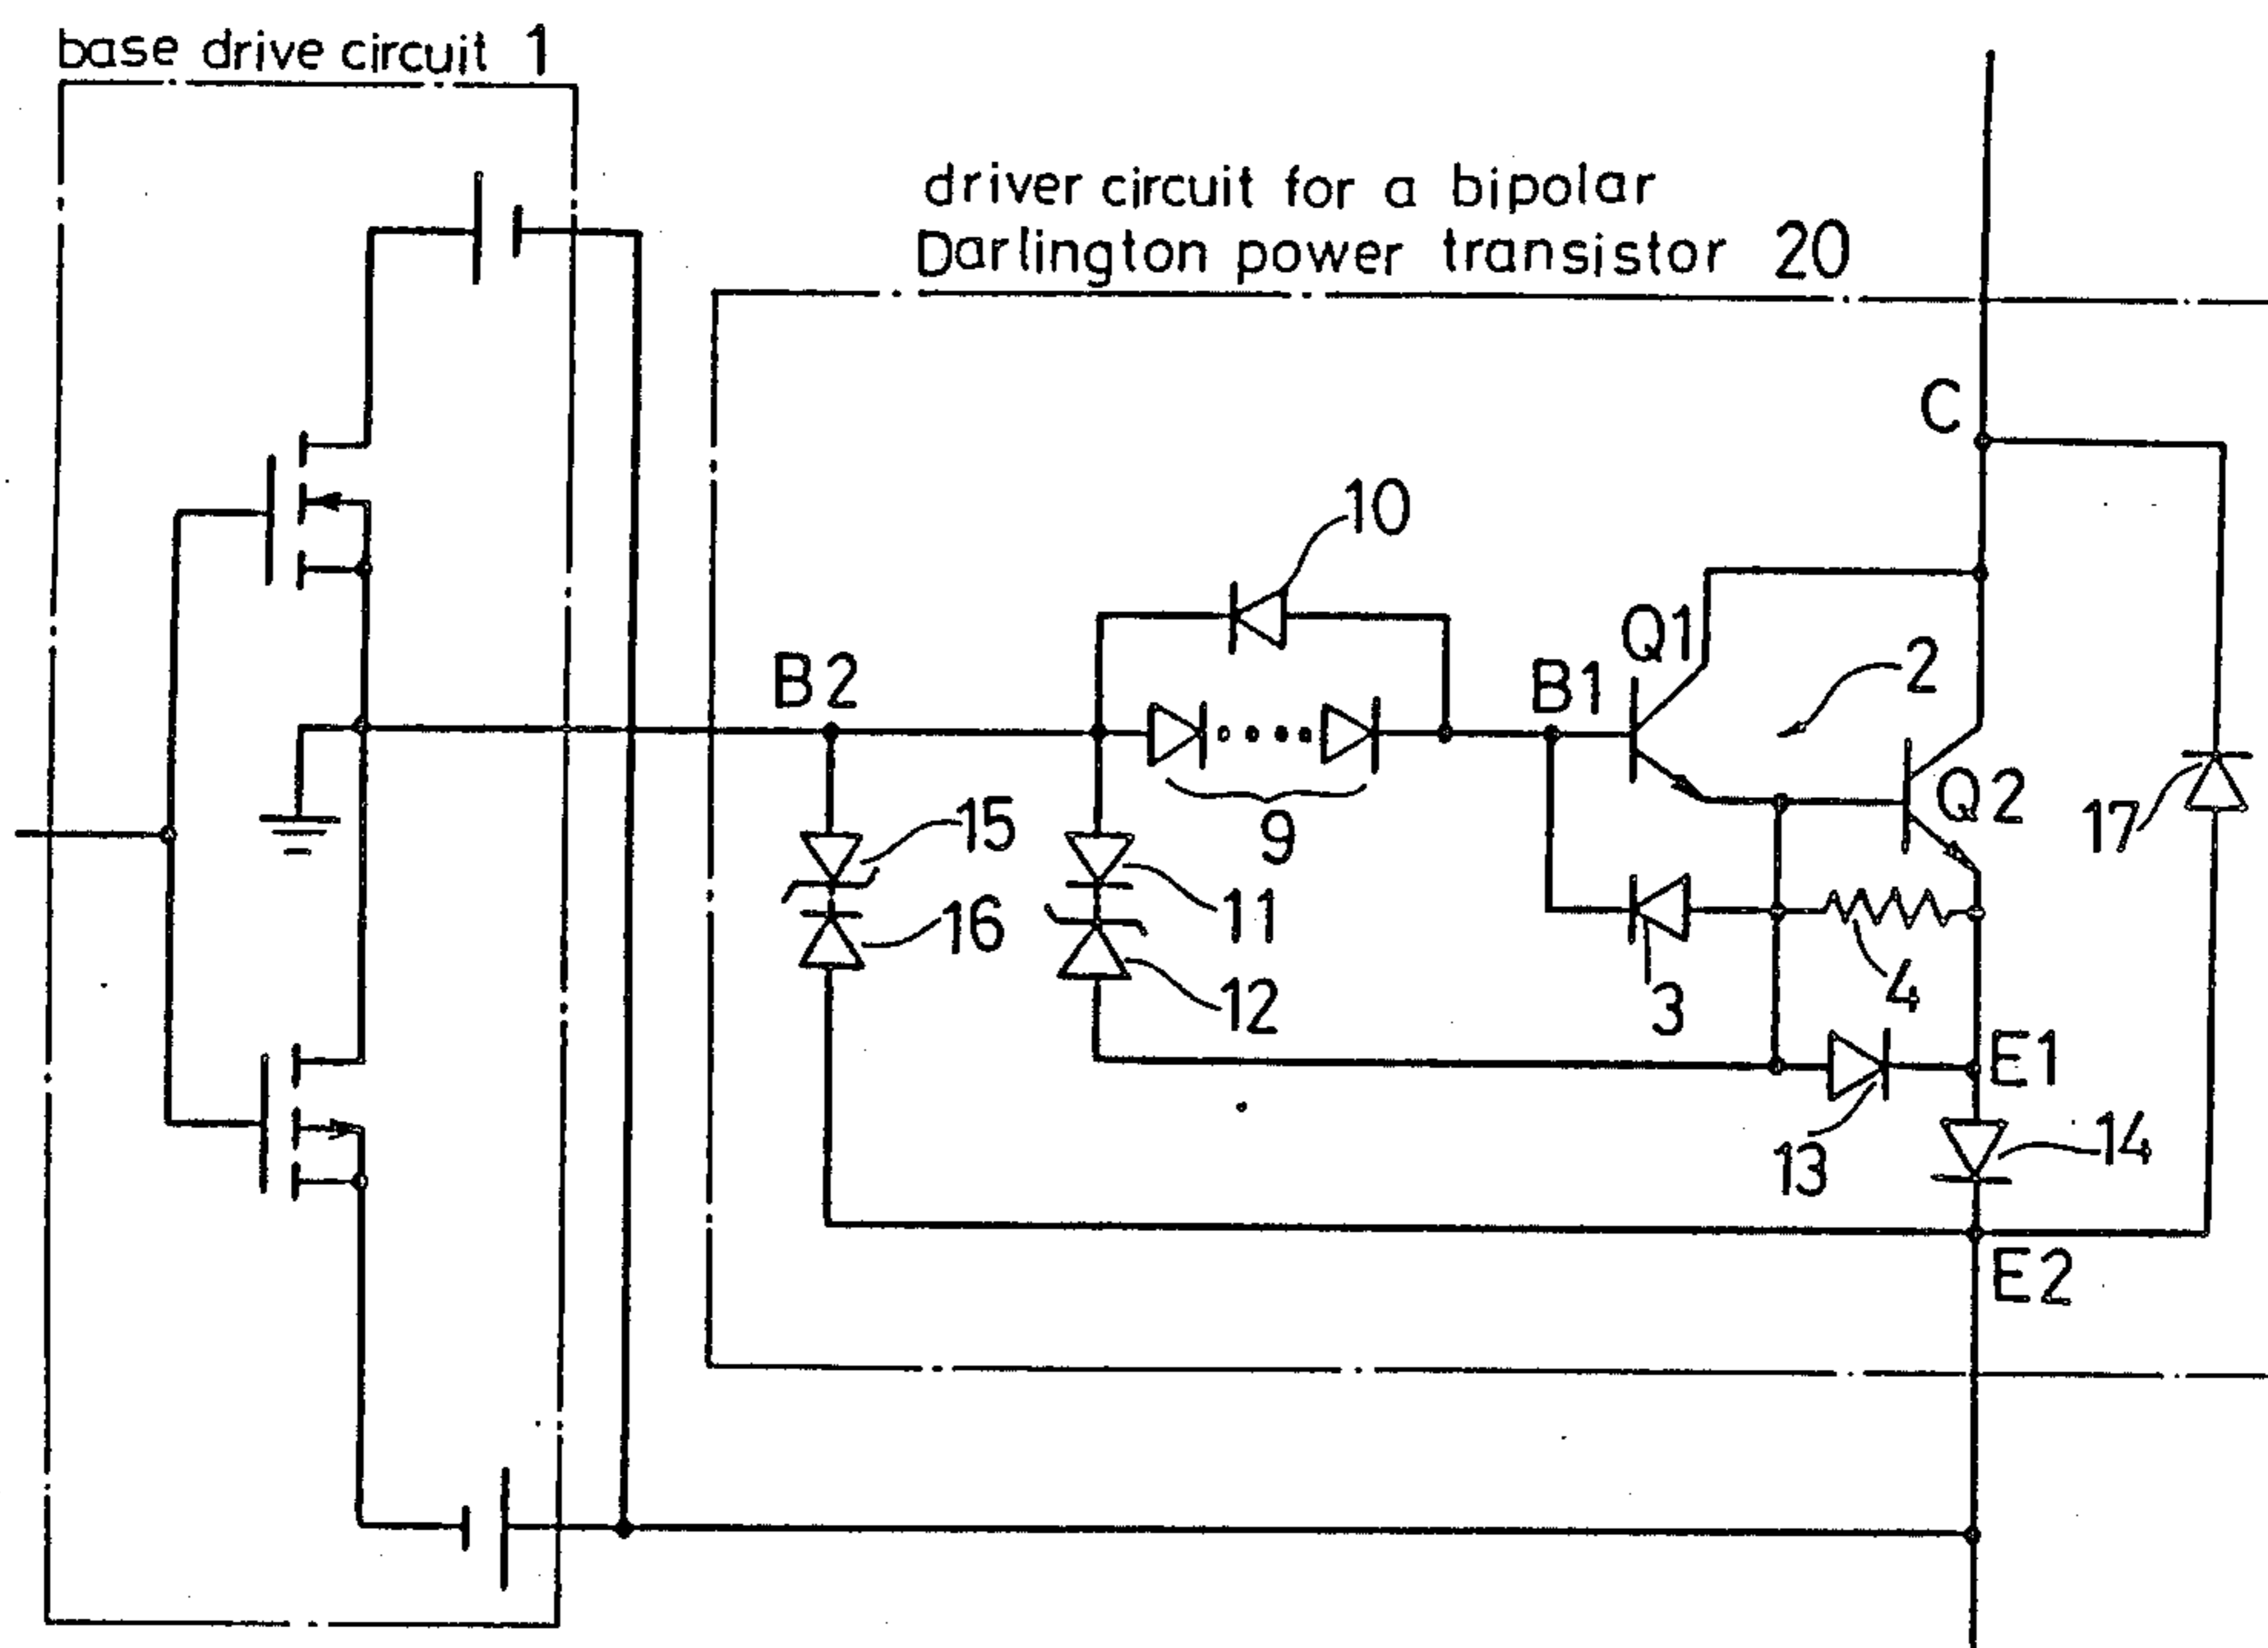 base drive circuit 1
driver circuit for a bipolar
Darlington power transistor 20
C
10
Q1
2
B2
B1
Q2
17
15
9
11
16
4
12
3
E1
14
13
E2